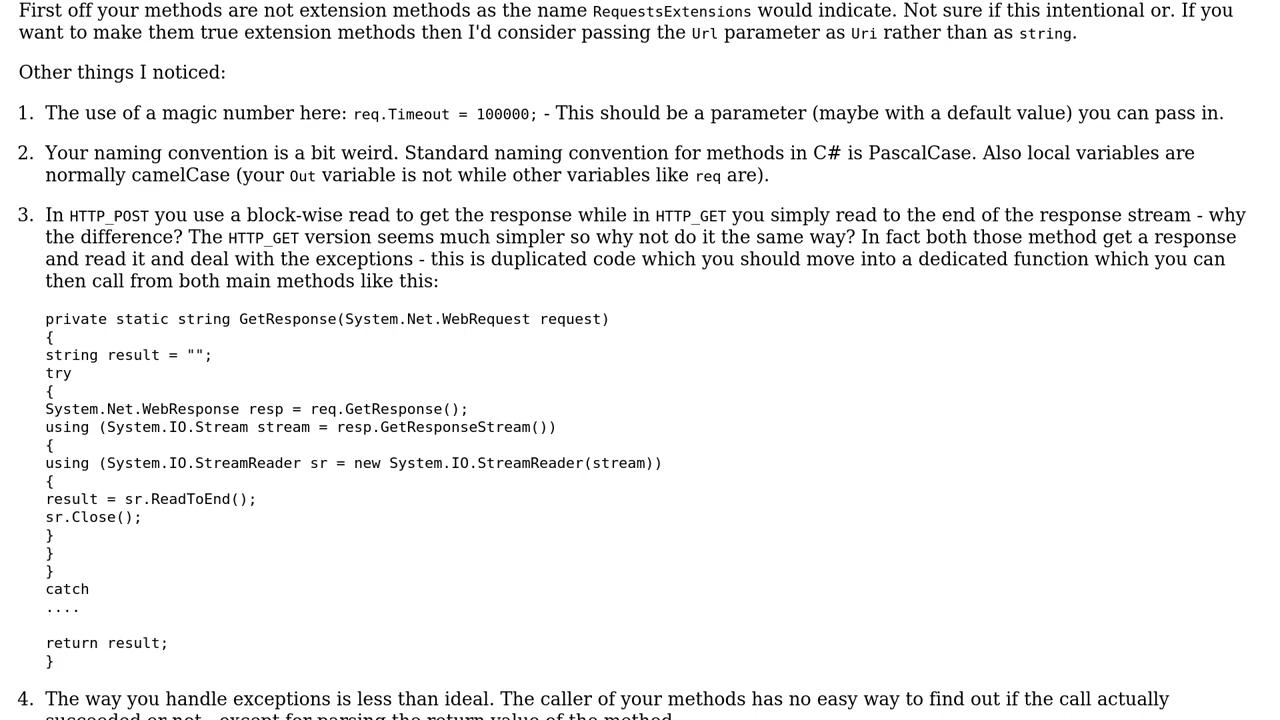 First off your methods are not extension methods as the name RequestsExtensions would indicate. Not sure if this intentional or. If you
want to make them true extension methods then I'd consider passing the Url parameter as Uri rather than as string.
Other things I noticed:
1. The use of a magic number here: req.Timeout = 100000; - This should be a parameter (maybe with a default value) you can pass in.
2. Your naming convention is a bit weird. Standard naming convention for methods in C# is PascalCase. Also local variables are
normally camelCase (your Out variable is not while other variables like req are).
3. In HTTP_POST you use a block-wise read to get the response while in HTTP_GET you simply read to the end of the response stream - why
the difference? The HTTP_GET version seems much simpler so why not do it the same way? In fact both those method get a response
and read it and deal with the exceptions - this is duplicated code which you should move into a dedicated function which you can
then call from both main methods like this:
private static string GetResponse(System.Net.WebRequest request)
{
string result = "";
try
{
System.Net.WebResponse resp = req.GetResponse();
using (System.IO.Stream stream = resp.GetResponseStream())
{
using (System.IO.StreamReader sr = new System.IO.StreamReader(stream))
{
result = sr.ReadToEnd();
sr.Close();
}
}
}
catch
....
return result;
}
4. The way you handle exceptions is less than ideal. The caller of your methods has no easy way to find out if the call actually
succeeded or not - except for parsing the return value of the method.